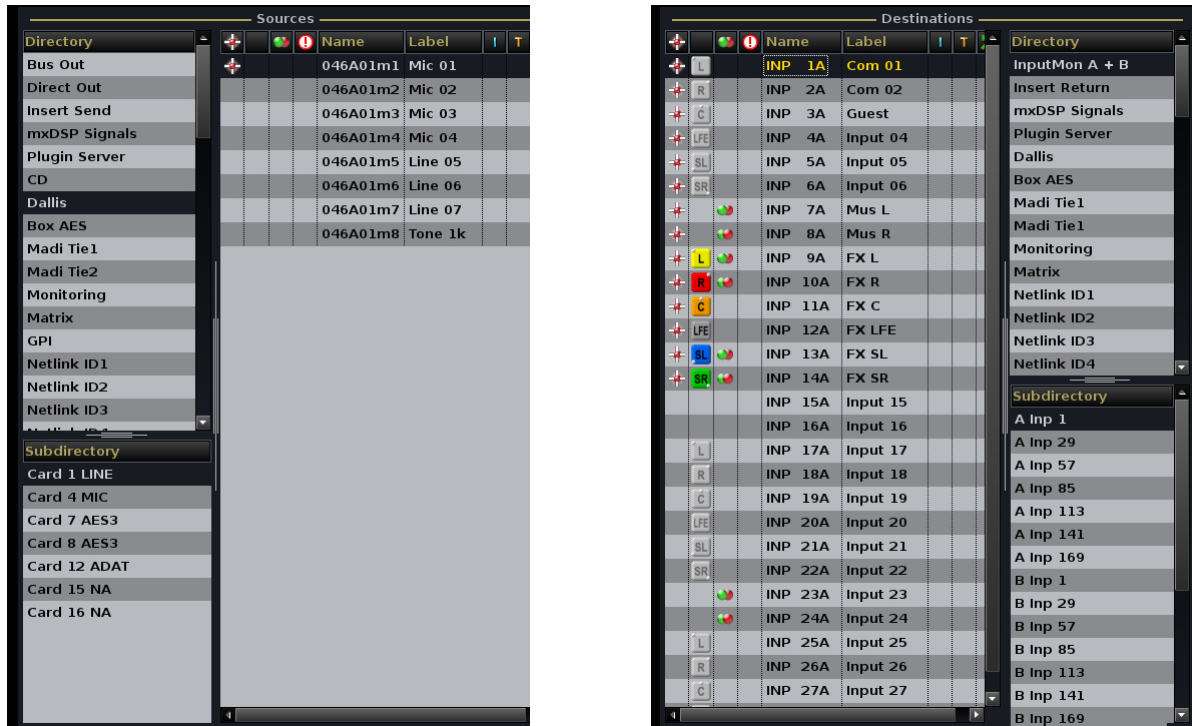 Sources
Directory
Bus Out
Direct Out
Insert Send
mxDSP Signals
Plugin Server
CD
Dallis
Box AES
Madi Tie1
Madi Tie2
Monitoring
Matrix
GPI
Netlink ID1
Netlink ID2
Netlink ID3
Subdirectory
Card 1 LINE
Card 4 MIC
Card 7 AES3
Card 8 AES3
Card 12 ADAT
Card 15 NA
Card 16 NA
Name Label I T
046A01m1 Mic 01
046A01m2 Mic 02
046A01m3 Mic 03
046A01m4 Mic 04
046A01m5 Line 05
046A01m6 Line 06
046A01m7 Line 07
046A01m8 Tone 1k
Destinations
Name Label I T
L INP 1A Com 01
R INP 2A Com 02
C INP 3A Guest
LFE INP 4A Input 04
SL INP 5A Input 05
SR INP 6A Input 06
INP 7A Mus L
INP 8A Mus R
L INP 9A FX L
R INP 10A FX R
C INP 11A FX C
LFE INP 12A FX LFE
SL INP 13A FX SL
SR INP 14A FX SR
INP 15A Input 15
INP 16A Input 16
L INP 17A Input 17
R INP 18A Input 18
C INP 19A Input 19
LFE INP 20A Input 20
SL INP 21A Input 21
SR INP 22A Input 22
INP 23A Input 23
INP 24A Input 24
L INP 25A Input 25
R INP 26A Input 26
C INP 27A Input 27
Directory
InputMon A + B
Insert Return
mxDSP Signals
Plugin Server
Dallis
Box AES
Madi Tie1
Madi Tie1
Monitoring
Matrix
Netlink ID1
Netlink ID2
Netlink ID3
Netlink ID4
Subdirectory
A Inp 1
A Inp 29
A Inp 57
A Inp 85
A Inp 113
A Inp 141
A Inp 169
B Inp 1
B Inp 29
B Inp 57
B Inp 85
B Inp 113
B Inp 141
B Inp 169